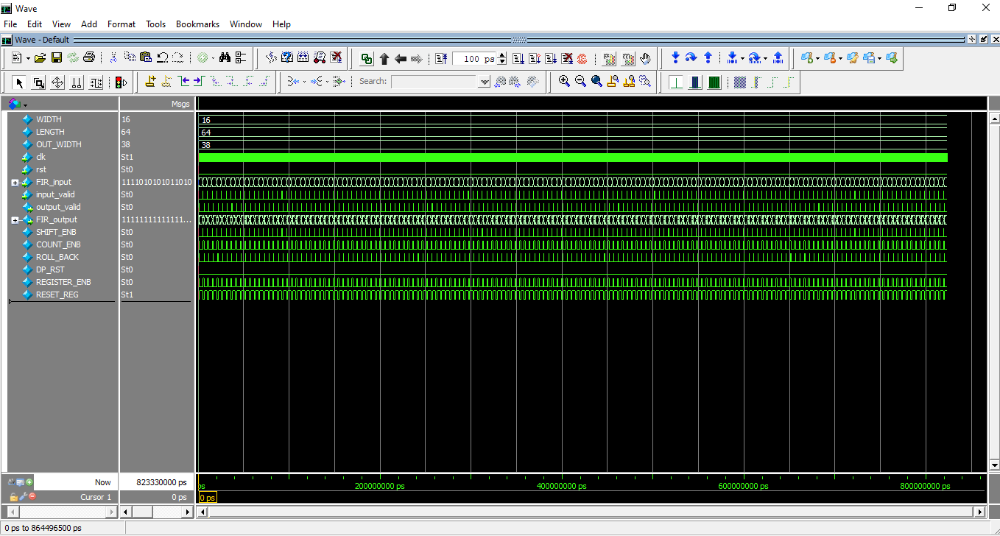 Wave
File Edit View Add Format Tools Bookmarks Window Help
Wave - Default
100 ps
Search:
Msgs
WIDTH 16 16
LENGTH 64 64
OUT_WIDTH 38 38
clk St1
rst St0
FIR_input 1111010101011010
input_valid St0
output_valid St0
FIR_output 11111111111111...
SHIFT_ENB St0
COUNT_ENB St0
ROLL_BACK St0
DP_RST St0
REGISTER_ENB St0
RESET_REG St1
Now 823330000 ps ps 200000000 ps 400000000 ps 600000000 ps 800000000 ps
Cursor 1 0 ps 0 ps
0 ps to 864496500 ps